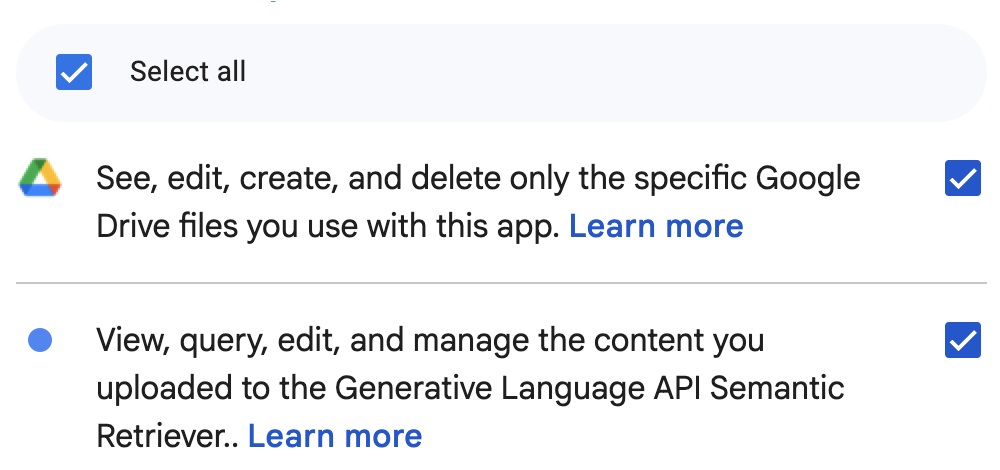 Select all
See, edit, create, and delete only the specific Google
Drive files you use with this app. Learn more
View, query, edit, and manage the content you
uploaded to the Generative Language API Semantic
Retriever.. Learn more